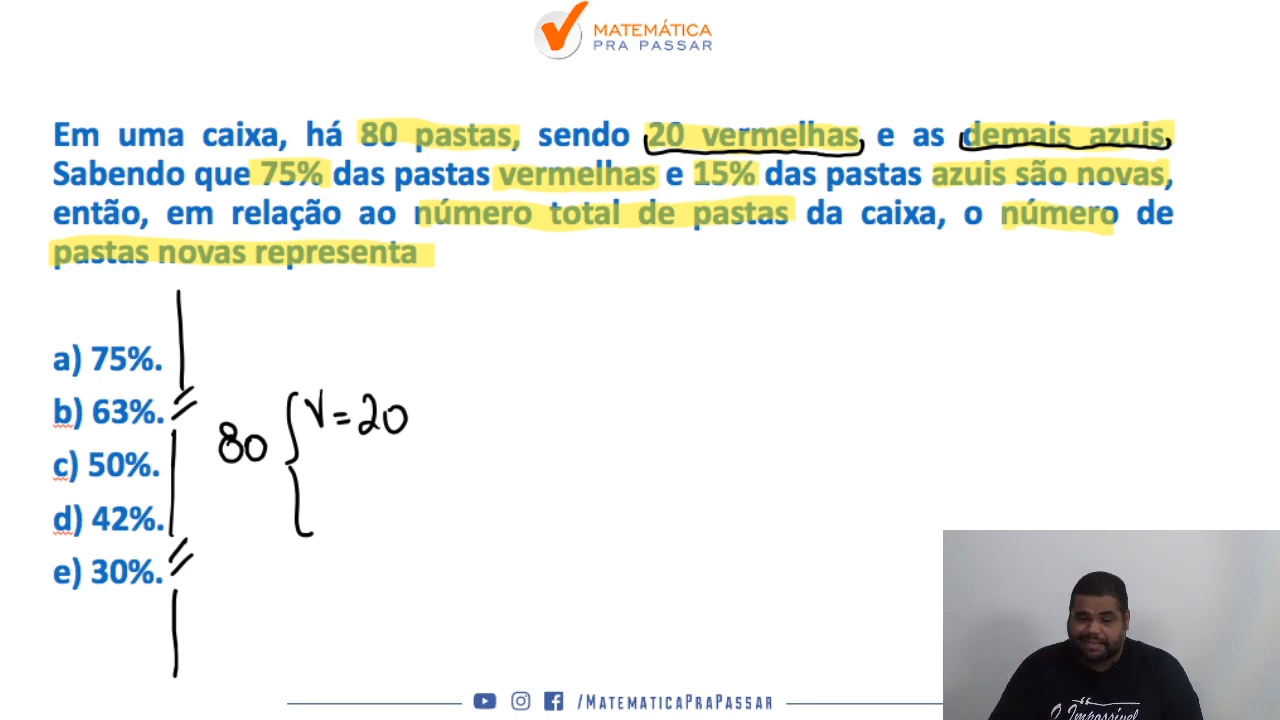 MATEMÁTICA
PRA PASSAR
Em uma caixa, há 80 pastas, sendo 20 vermelhas, e as demais azuis.
Sabendo que 75% das pastas vermelhas e 15% das pastas azuis são novas,
então, em relação ao número total de pastas da caixa, o número de
pastas novas representa
a) 75%.
b) 63%.
c) 50%.
d) 42%.
e) 30%.
80 { V = 20
"
O Impossível
/MatematicaPraPassar